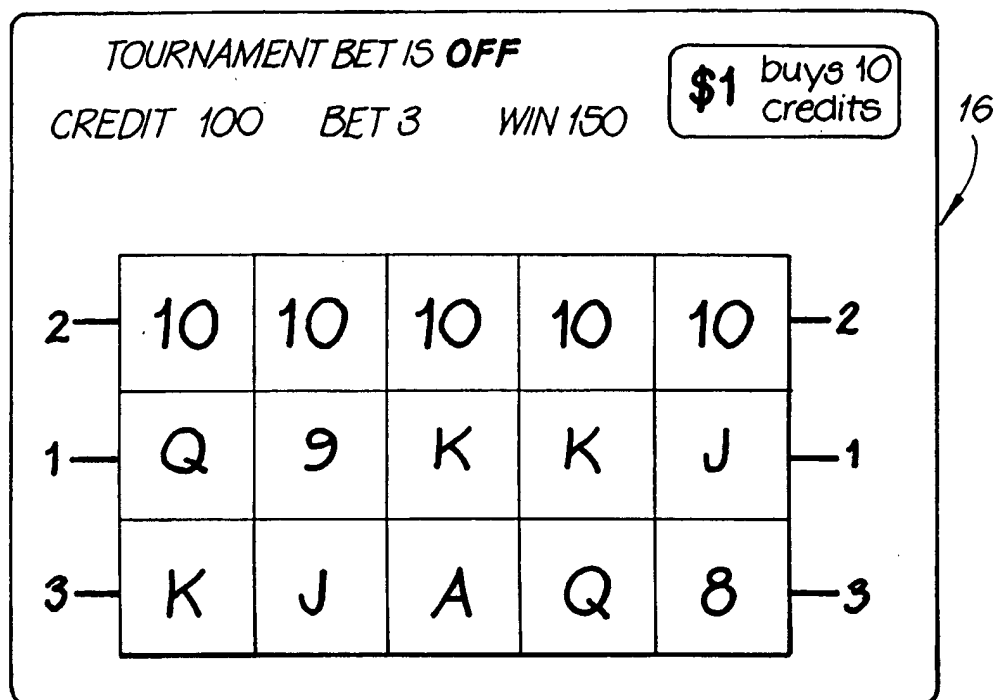 TOURNAMENT BET IS OFF
$1 buys 10
credits
CREDIT 100 BET 3 WIN 150
16
2 10 10 10 10 10 2
1 Q 9 K K J 1
3 K J A Q 8 3